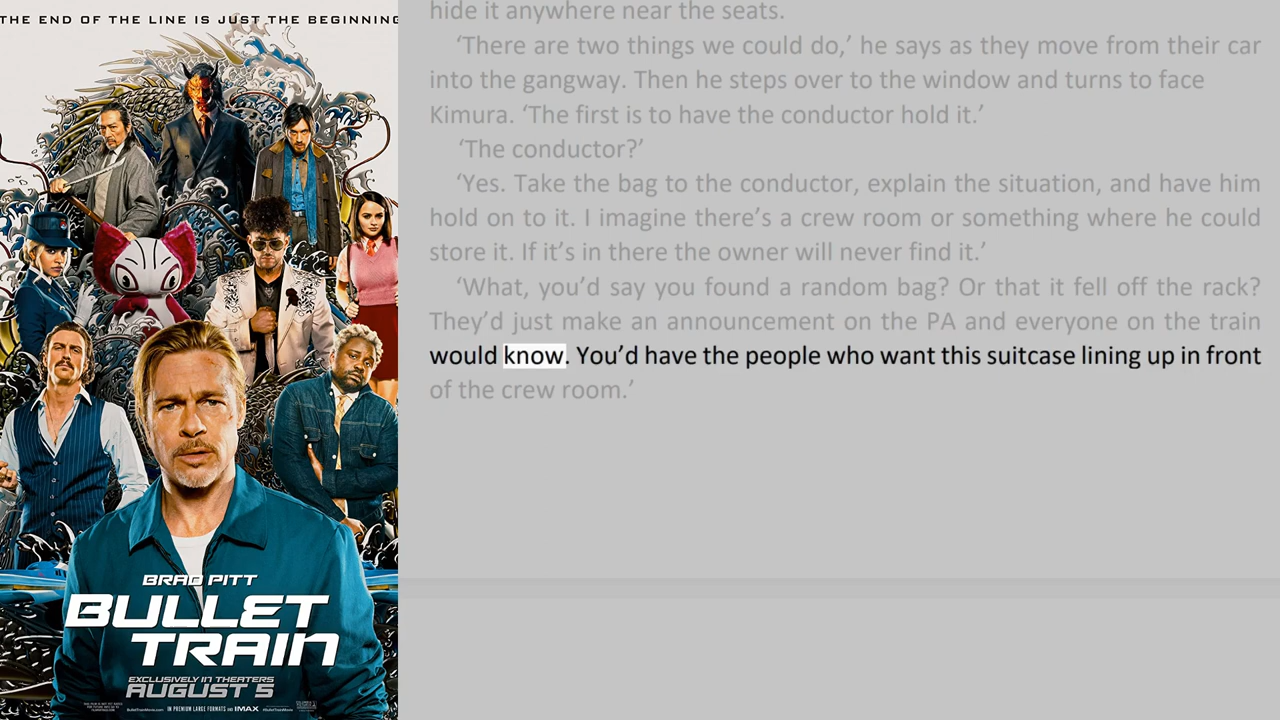 THE END OF THE LINE IS JUST THE BEGINNING
BRAD PITT
BULLET
TRAIN
EXCLUSIVELY IN THEATERS
AUGUST 5
BulletTrainMovie.com
IN PREMIUM LARGE FORMATS AND IMAX
#BulletTrainMovie
hide it anywhere near the seats.
‘There are two things we could do,’ he says as they move from their car
into the gangway. Then he steps over to the window and turns to face
Kimura. ‘The first is to have the conductor hold it.’
‘The conductor?’
‘Yes. Take the bag to the conductor, explain the situation, and have him
hold on to it. I imagine there’s a crew room or something where he could
store it. If it’s in there the owner will never find it.’
‘What, you’d say you found a random bag? Or that it fell off the rack?
They’d just make an announcement on the PA and everyone on the train
would know. You’d have the people who want this suitcase lining up in front
of the crew room.’